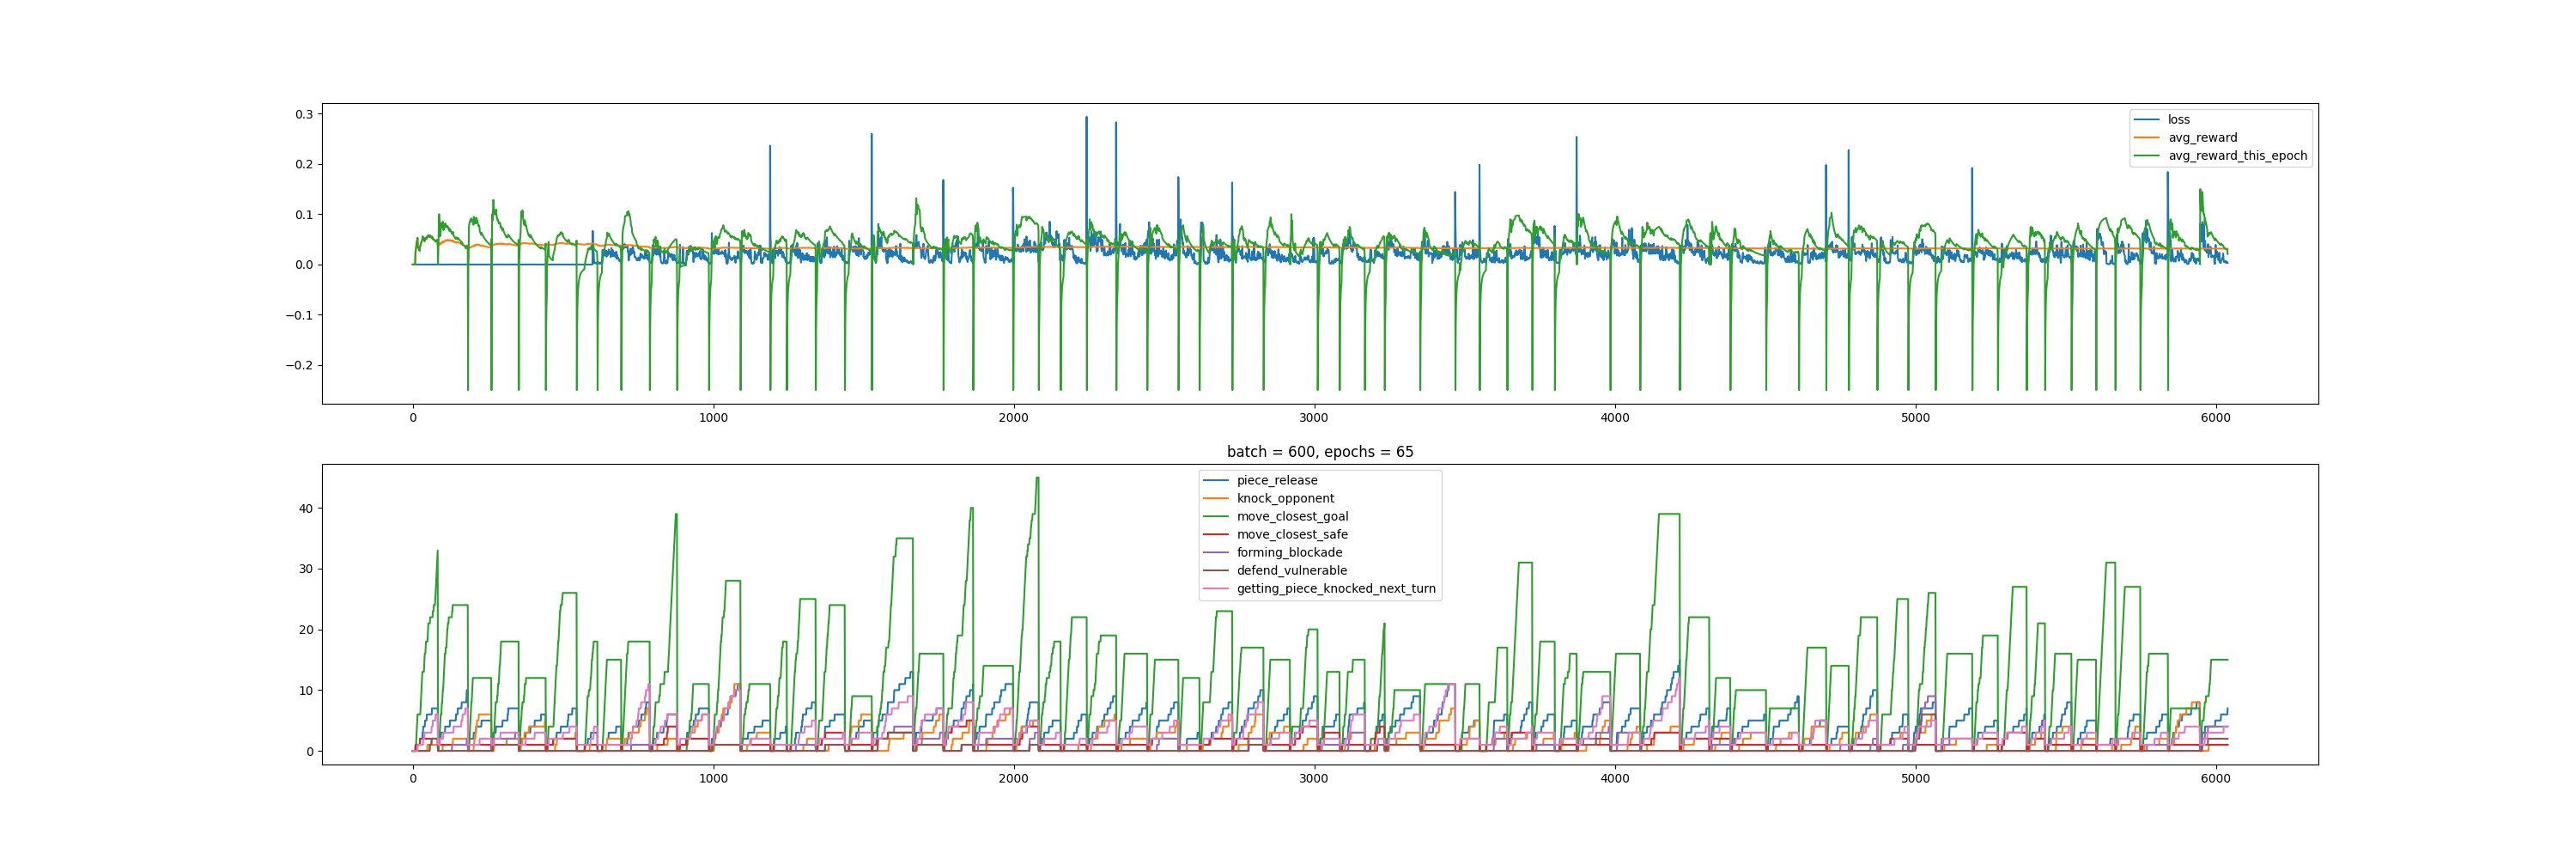 0.3
0.2
0.1
0.0
−0.1
−0.2
loss
avg_reward
avg_reward_this_epoch
0 1000 2000 3000 4000 5000 6000
batch = 600, epochs = 65
40
30
20
10
0
piece_release
knock_opponent
move_closest_goal
move_closest_safe
forming_blockade
defend_vulnerable
getting_piece_knocked_next_turn
0 1000 2000 3000 4000 5000 6000